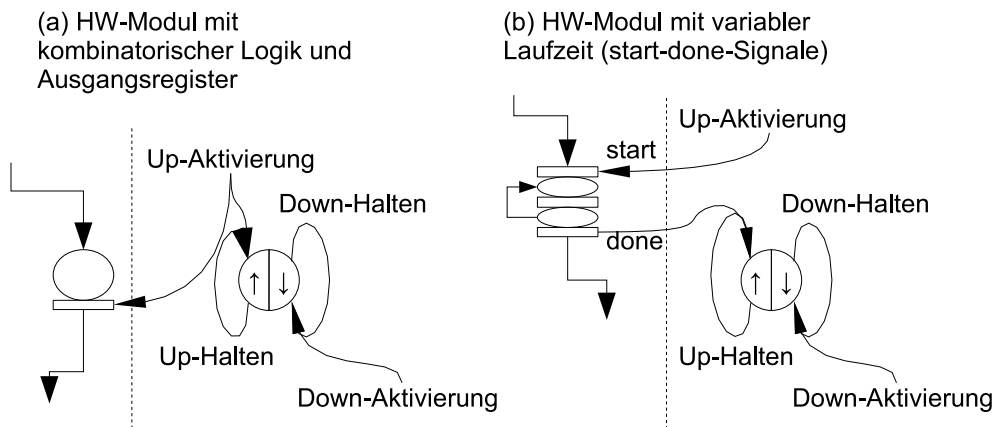 (a) HW-Modul mit
kombinatorischer Logik und
Ausgangsregister
Up-Aktivierung
Down-Halten
↑ ↓
Up-Halten
Down-Aktivierung
(b) HW-Modul mit variabler
Laufzeit (start-done-Signale)
Up-Aktivierung
start
Down-Halten
done
↑ ↓
Up-Halten
Down-Aktivierung